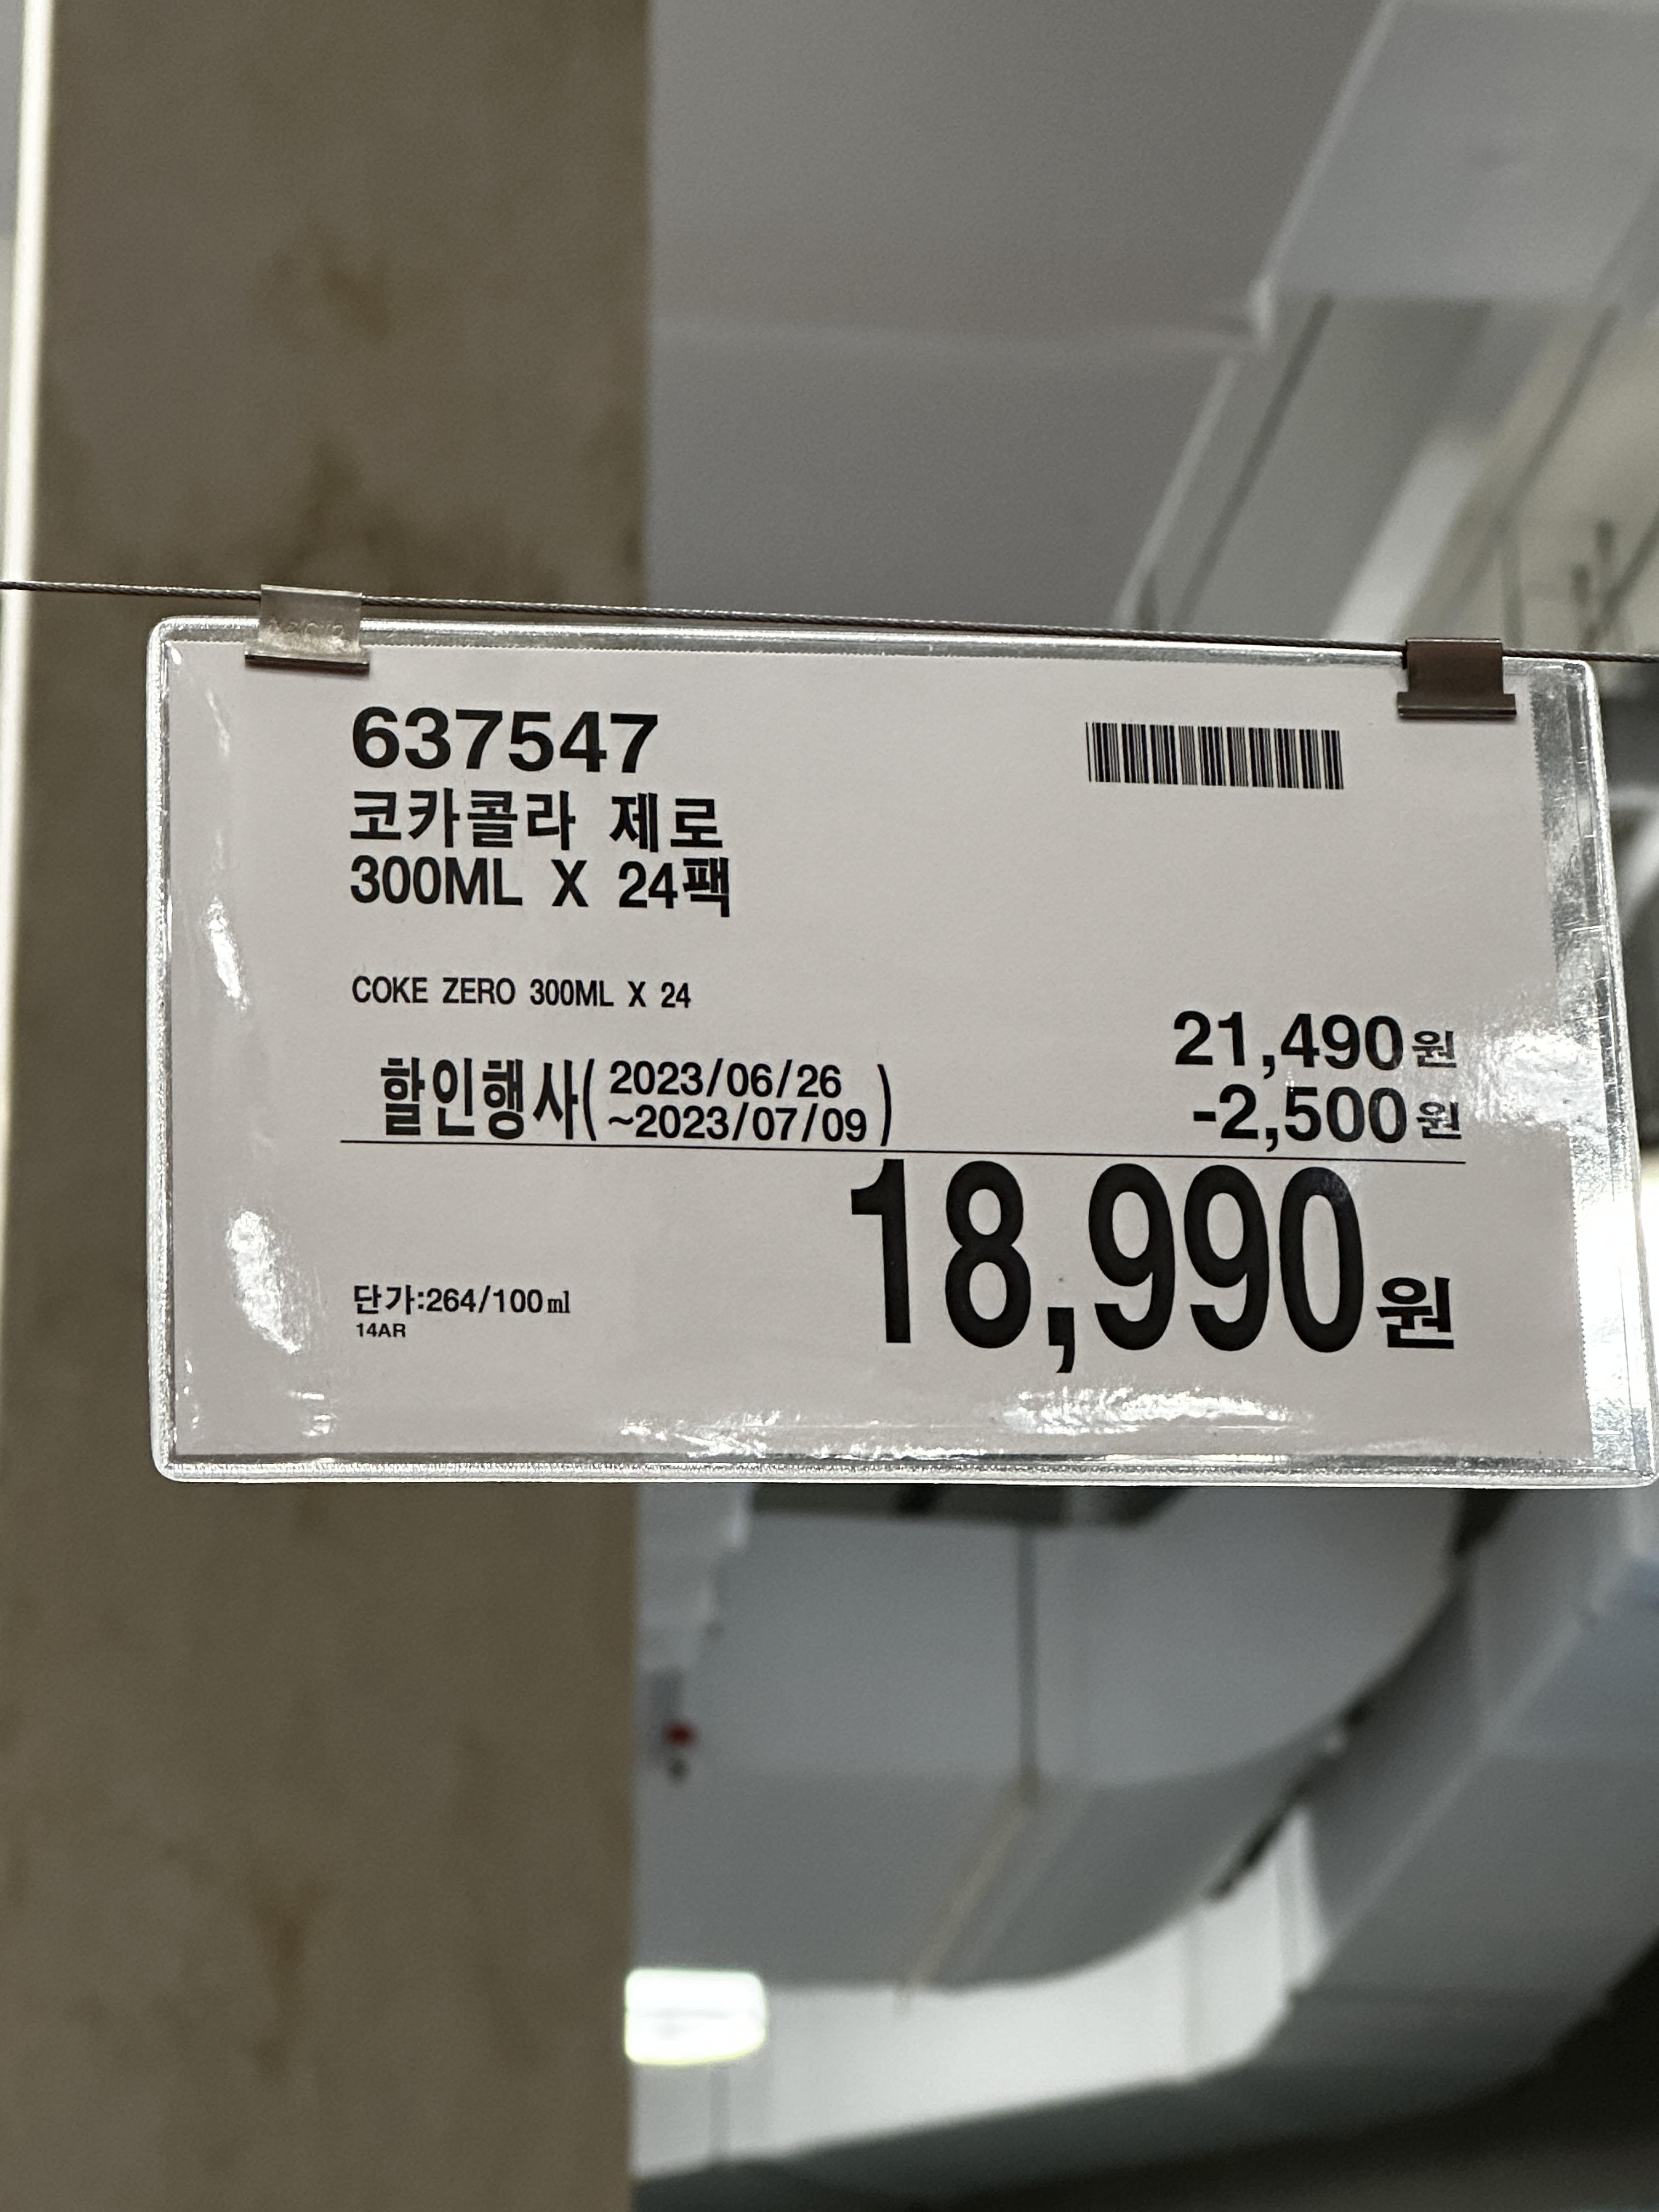 637547
코카콜라 제로
300ML X 24팩
COKE ZERO 300ML X 24
21,490원
할인행사( 2023/06/26
~2023/07/09 )
-2,500원
18,990원
단가:264/100㎖
14AR